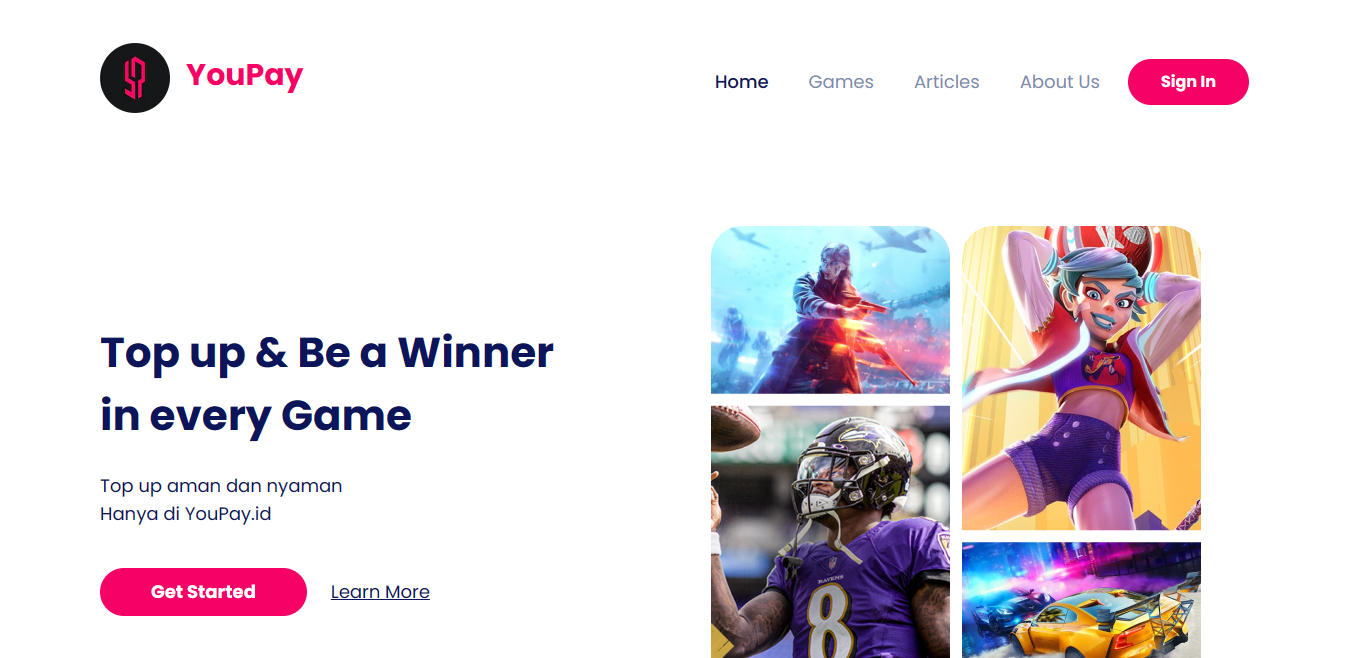 YouPay
Home Games Articles About Us Sign In
Top up & Be a Winner
in every Game
Top up aman dan nyaman
Hanya di YouPay.id
Get Started Learn More
RAVENS
8